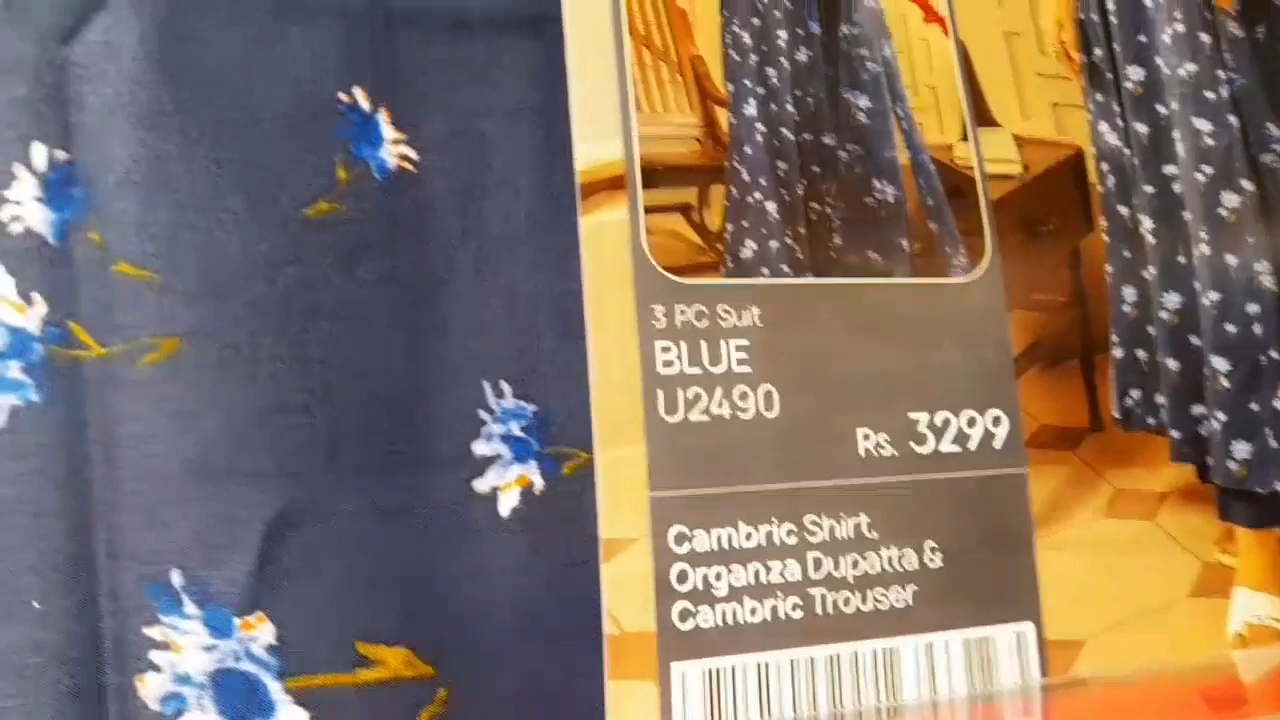 3 PC Suit
BLUE
U2490
Rs. 3299
Cambric Shirt,
Organza Dupatta &
Cambric Trouser